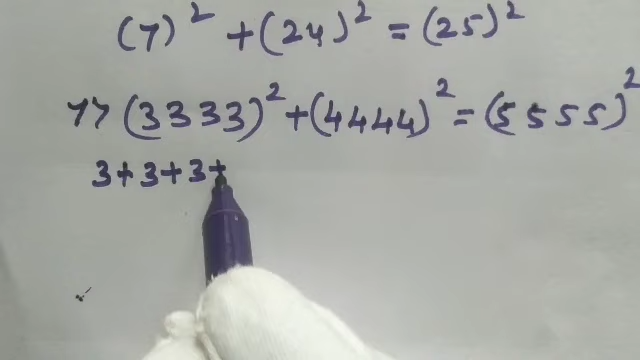 (7)² + (24)² = (25)²
77 (3333)² + (4444)² = (5555)²
3+3+3+